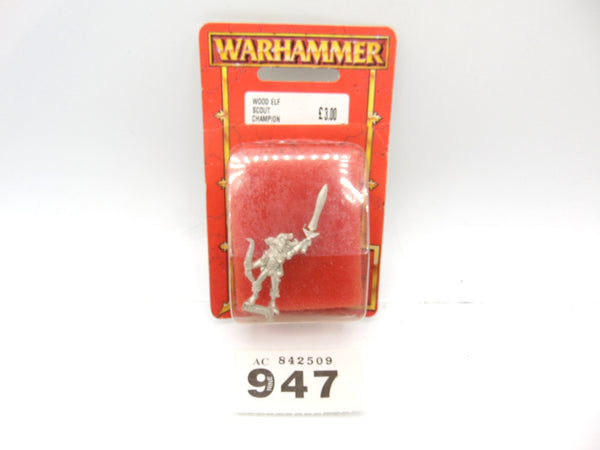 WARHAMMER
WOOD ELF
SCOUT
CHAMPION
£3.00
AC 842509
947